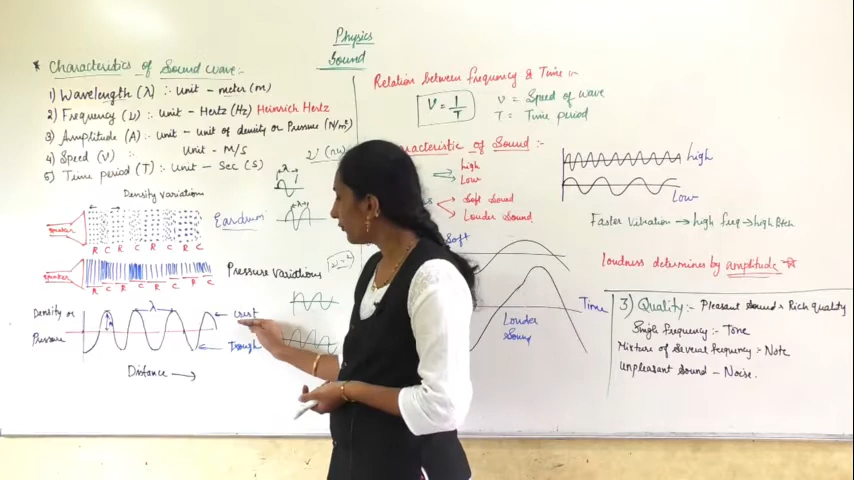 Physics
Sound
* Characteristics of Sound wave:-
1) Wavelength (λ) :- Unit - meter (m)
2) Frequency (ν) :- Unit - Hertz (Hz) Heinrich Hertz
3) Amplitude (A) :- Unit - unit of density or Pressure (N/m²)
4) Speed (V) : Unit - M/S
5) Time period (T) :- Unit - Sec (S)
ν (nu)
Density variation
λ
λ
Speaker
R C R C R C R C
Eardrum
Speaker
R C R C R C R C
Pressure variations
Density or
Pressure
λ
A
Crest
Trough
Distance →
Relation between frequency & Time :-
V = 1/T
V = Speed of wave
T = Time period
characteristic of Sound :-
high
Low
Soft Sound
Louder Sound
Soft
Louder
Sound
Time
high
Low
Faster Vibration → high freq → high Pitch
Loudness determines by amplitude
3) Quality :- Pleasant sound & Rich quality
Single frequency :- Tone
Mixture of Several frequency :- Note
Unpleasant Sound - Noise.